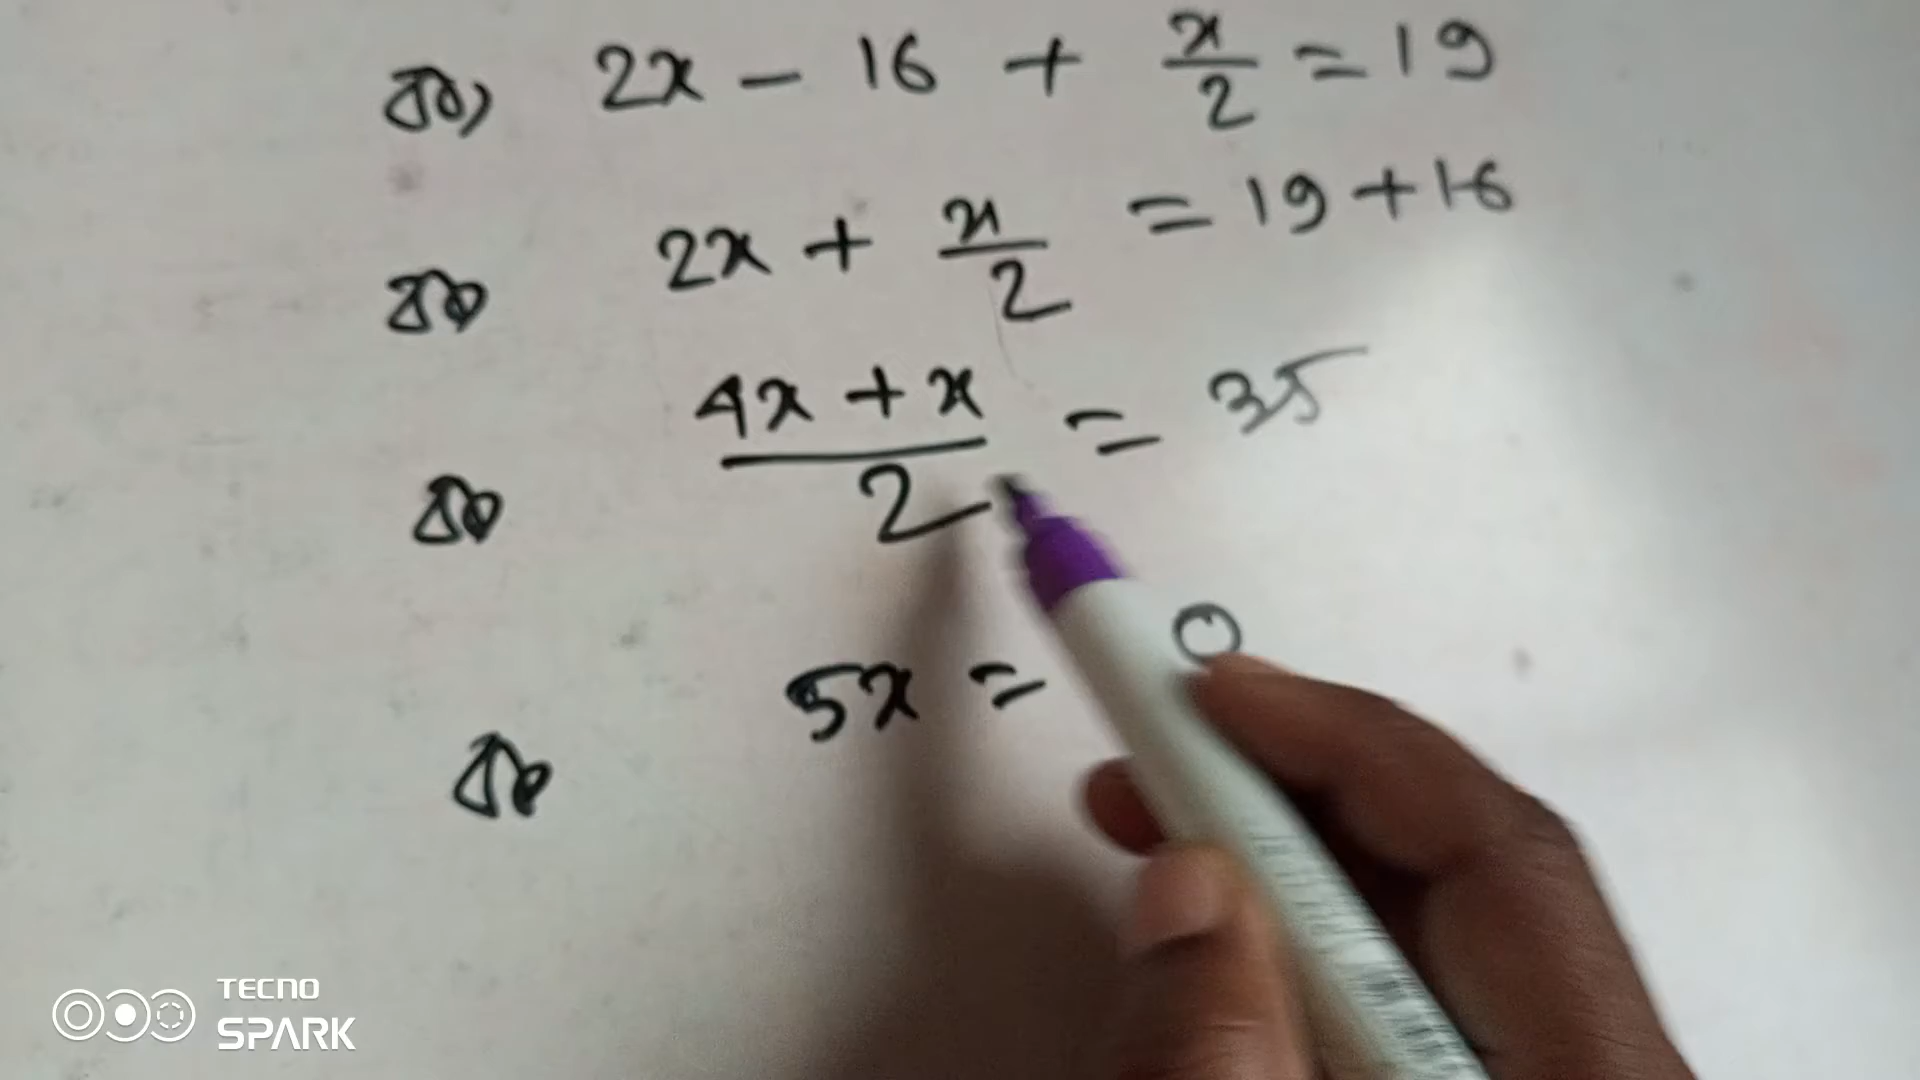 বা, 2x - 16 + x/2 = 19
বা 2x + x/2 = 19 + 16
বা (4x + x)/2 = 35
বা 5x =
TECNO
SPARK